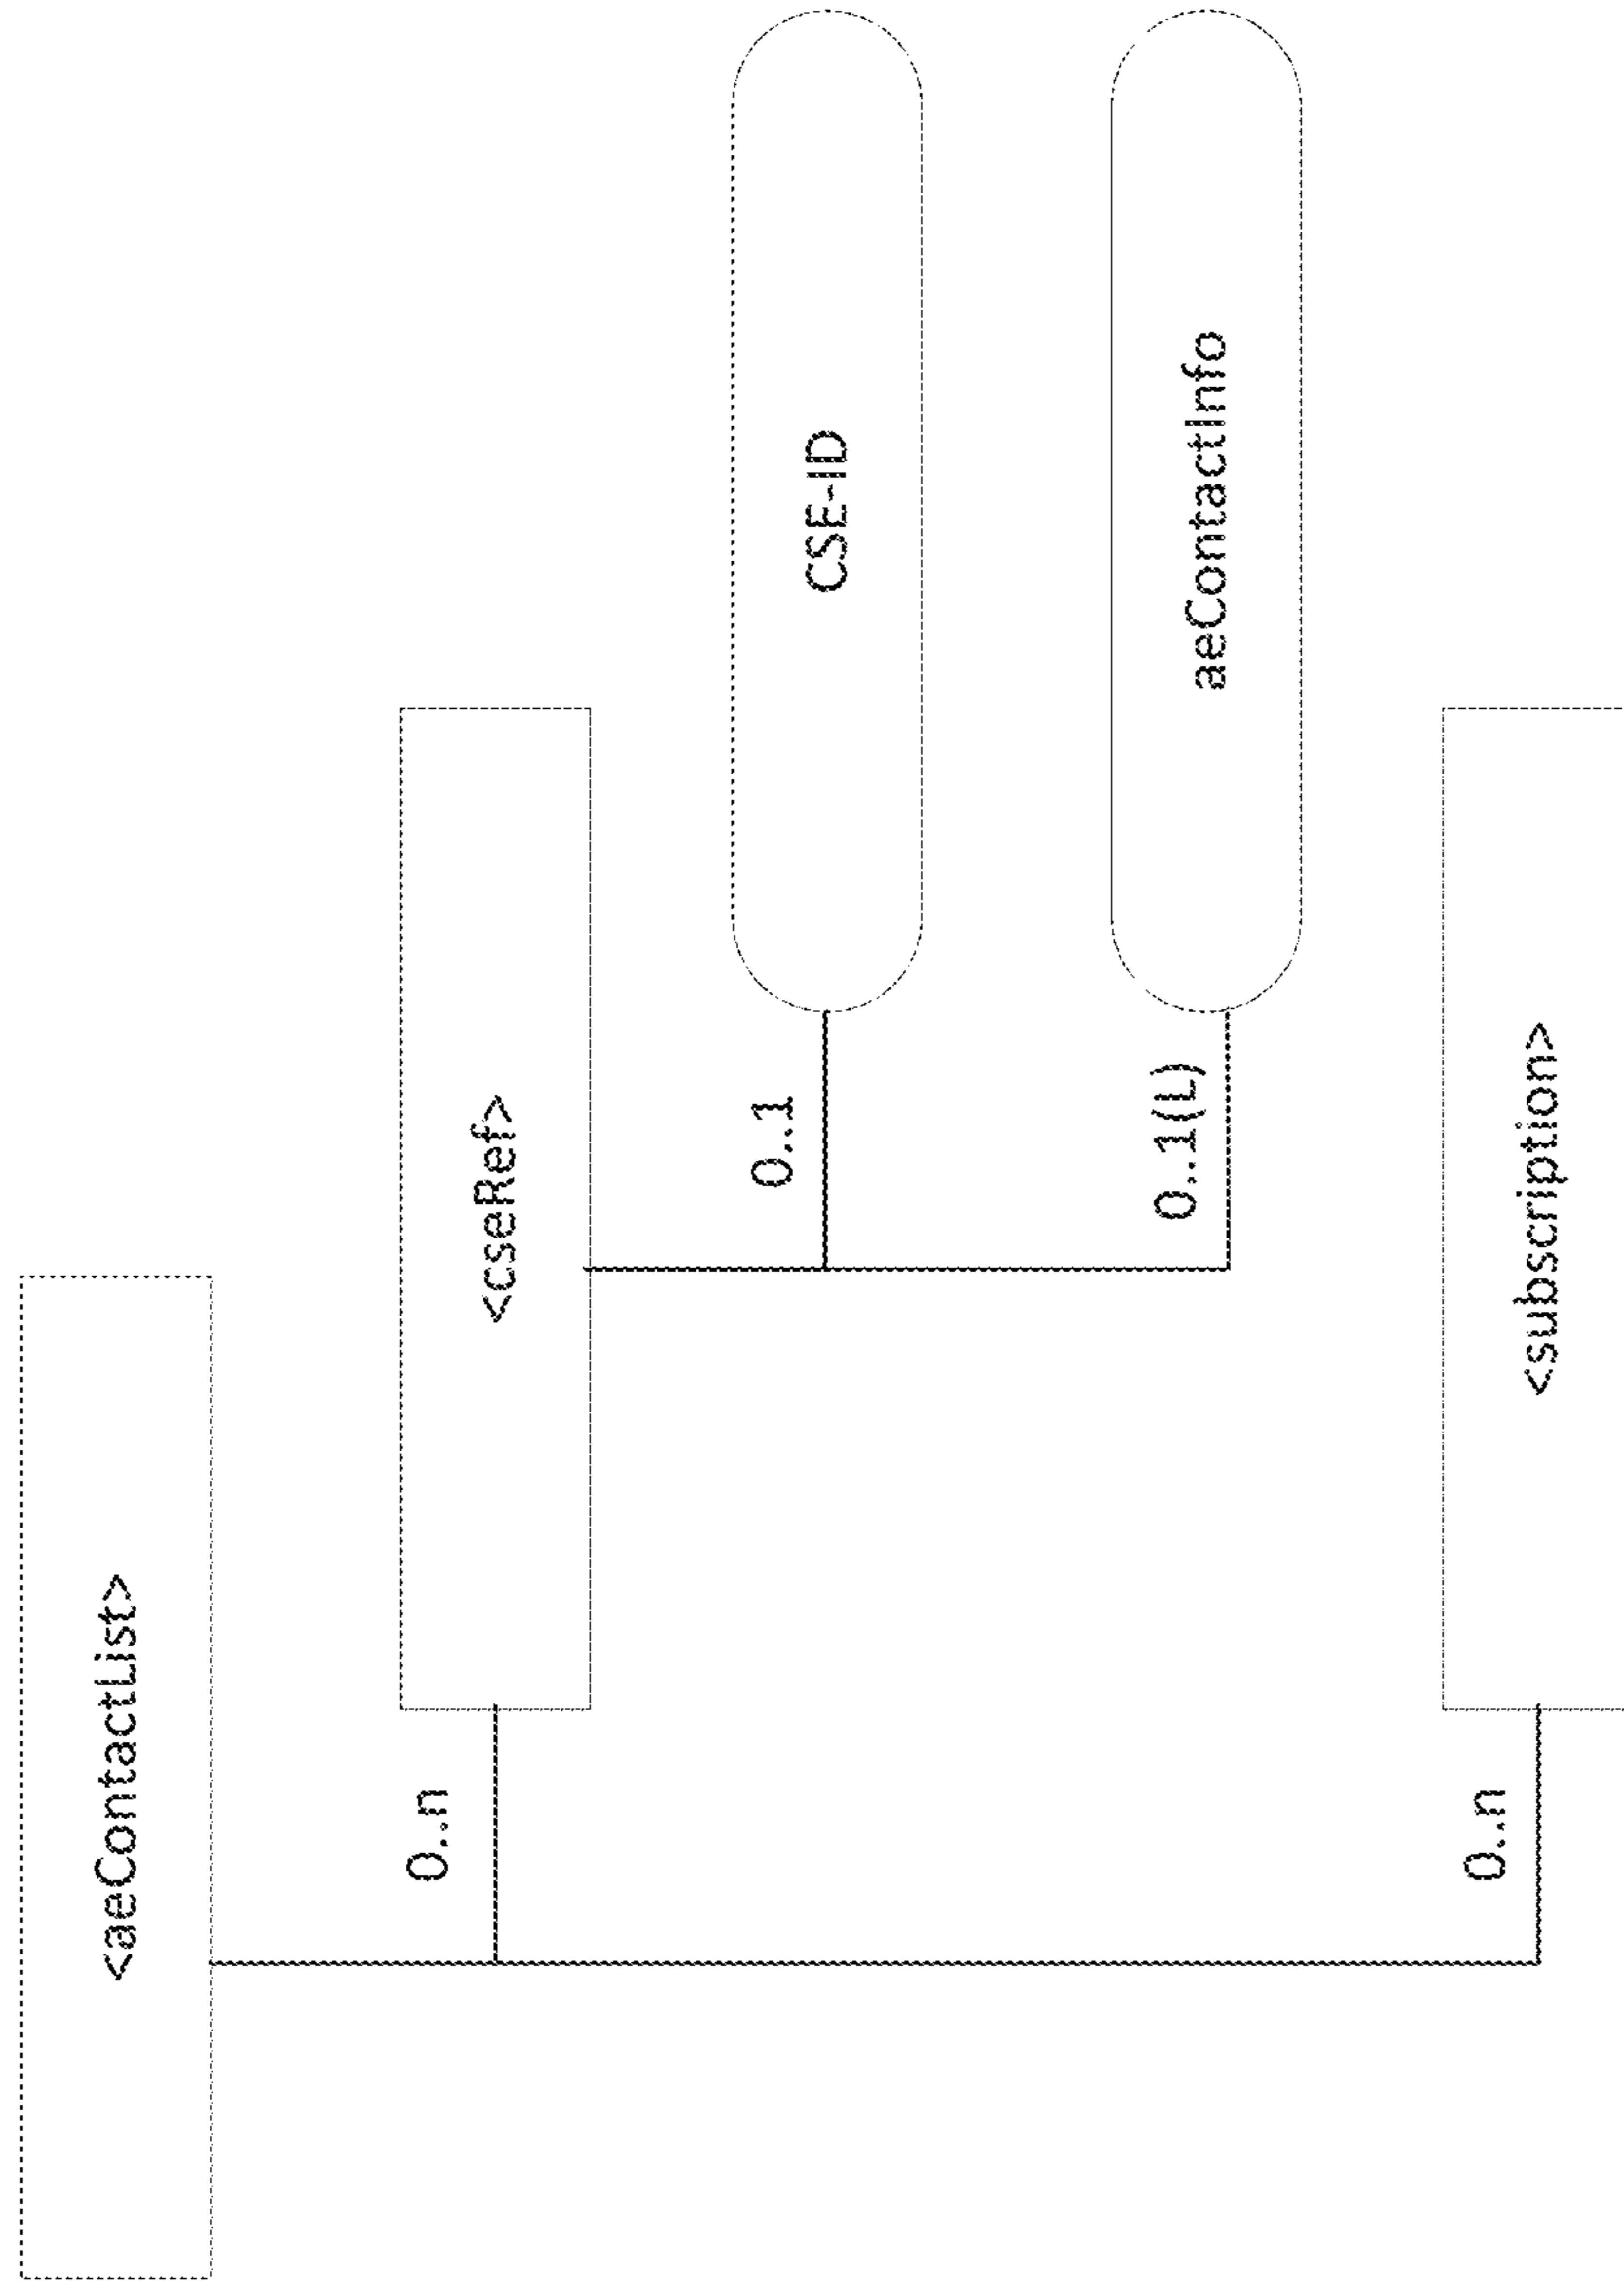 <aeContactList>
0..n
<cseRef>
0..1
CSE-ID
0..1(L)
aeContactInfo
0..n
<subscription>